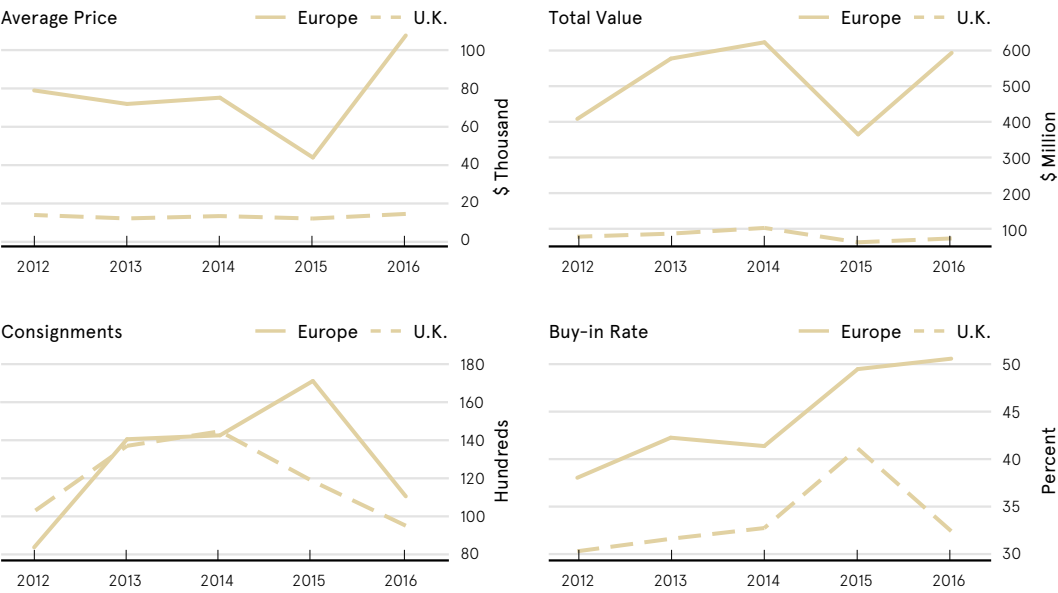 Average Price
Europe
U.K.
100
80
60
40
20
0
$ Thousand
2012 2013 2014 2015 2016
Total Value
Europe
U.K.
600
500
400
300
200
100
$ Million
2012 2013 2014 2015 2016
Consignments
Europe
U.K.
180
160
140
120
100
80
Hundreds
2012 2013 2014 2015 2016
Buy-in Rate
Europe
U.K.
50
45
40
35
30
Percent
2012 2013 2014 2015 2016